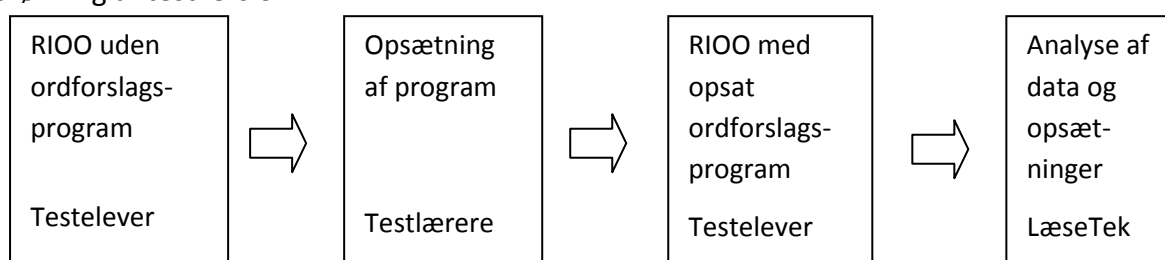 RIOO uden
ordforslags-
program
Testelever
Opsætning
af program
Testlærere
RIOO med
opsat
ordforslags-
program
Testelever
Analyse af
data og
opsæt-
ninger
LæseTek